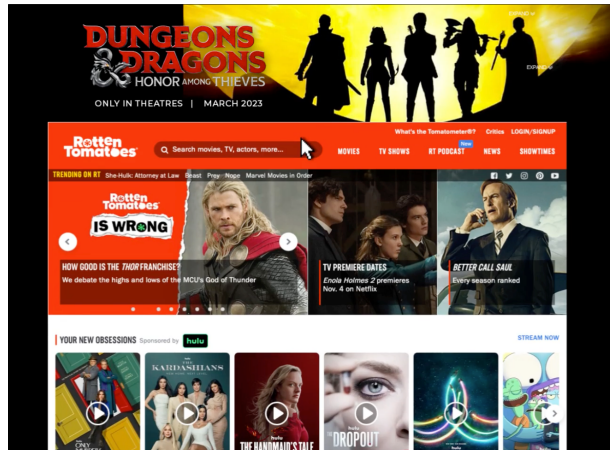 EXPAND
DUNGEONS
& DRAGONS
HONOR AMONG THIEVES
EXPAND
ONLY IN THEATRES | MARCH 2023
What's the Tomatometer®? Critics LOGIN/SIGNUP
Rotten
Tomatoes
Search movies, TV, actors, more...
New
MOVIES TV SHOWS RT PODCAST NEWS SHOWTIMES
TRENDING ON RT She-Hulk: Attorney at Law Beast Prey Nope Marvel Movies in Order
Rotten
Tomatoes
IS WRONG
HOW GOOD IS THE THOR FRANCHISE?
We debate the highs and lows of the MCU's God of Thunder
TV PREMIERE DATES
Enola Holmes 2 premieres
Nov. 4 on Netflix
BETTER CALL SAUL
Every season ranked
YOUR NEW OBSESSIONS Sponsored by hulu
STREAM NOW
THE
KARDASHIANS
ONLY
hulu
THE HANDMAID'S TALE
hulu
DROPOUT
hulu